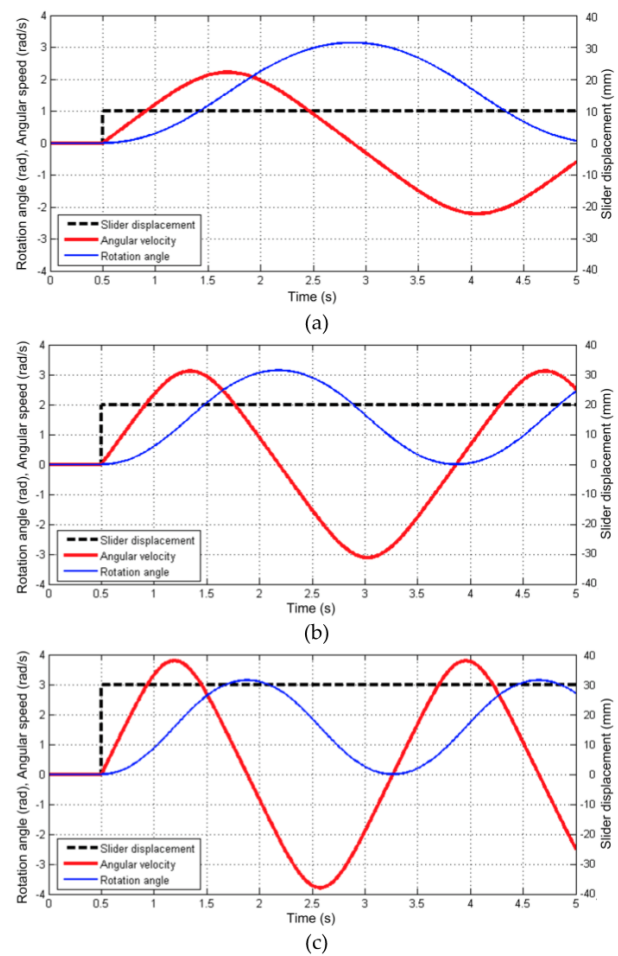 Rotation angle (rad), Angular speed (rad/s)
4
3
2
1
0
-1
-2
-3
-4
0 0.5 1 1.5 2 2.5 3 3.5 4 4.5 5
Time (s)
40
30
20
10
0
-10
-20
-30
-40
Slider displacement (mm)
Slider displacement
Angular velocity
Rotation angle
(a)
Rotation angle (rad), Angular speed (rad/s)
4
3
2
1
0
-1
-2
-3
-4
0 0.5 1 1.5 2 2.5 3 3.5 4 4.5 5
Time (s)
40
30
20
10
0
-10
-20
-30
-40
Slider displacement (mm)
Slider displacement
Angular velocity
Rotation angle
(b)
Rotation angle (rad), Angular speed (rad/s)
4
3
2
1
0
-1
-2
-3
-4
0 0.5 1 1.5 2 2.5 3 3.5 4 4.5 5
Time (s)
40
30
20
10
0
10
20
30
40
Slider displacement (mm)
Slider displacement
Angular velocity
Rotation angle
(c)